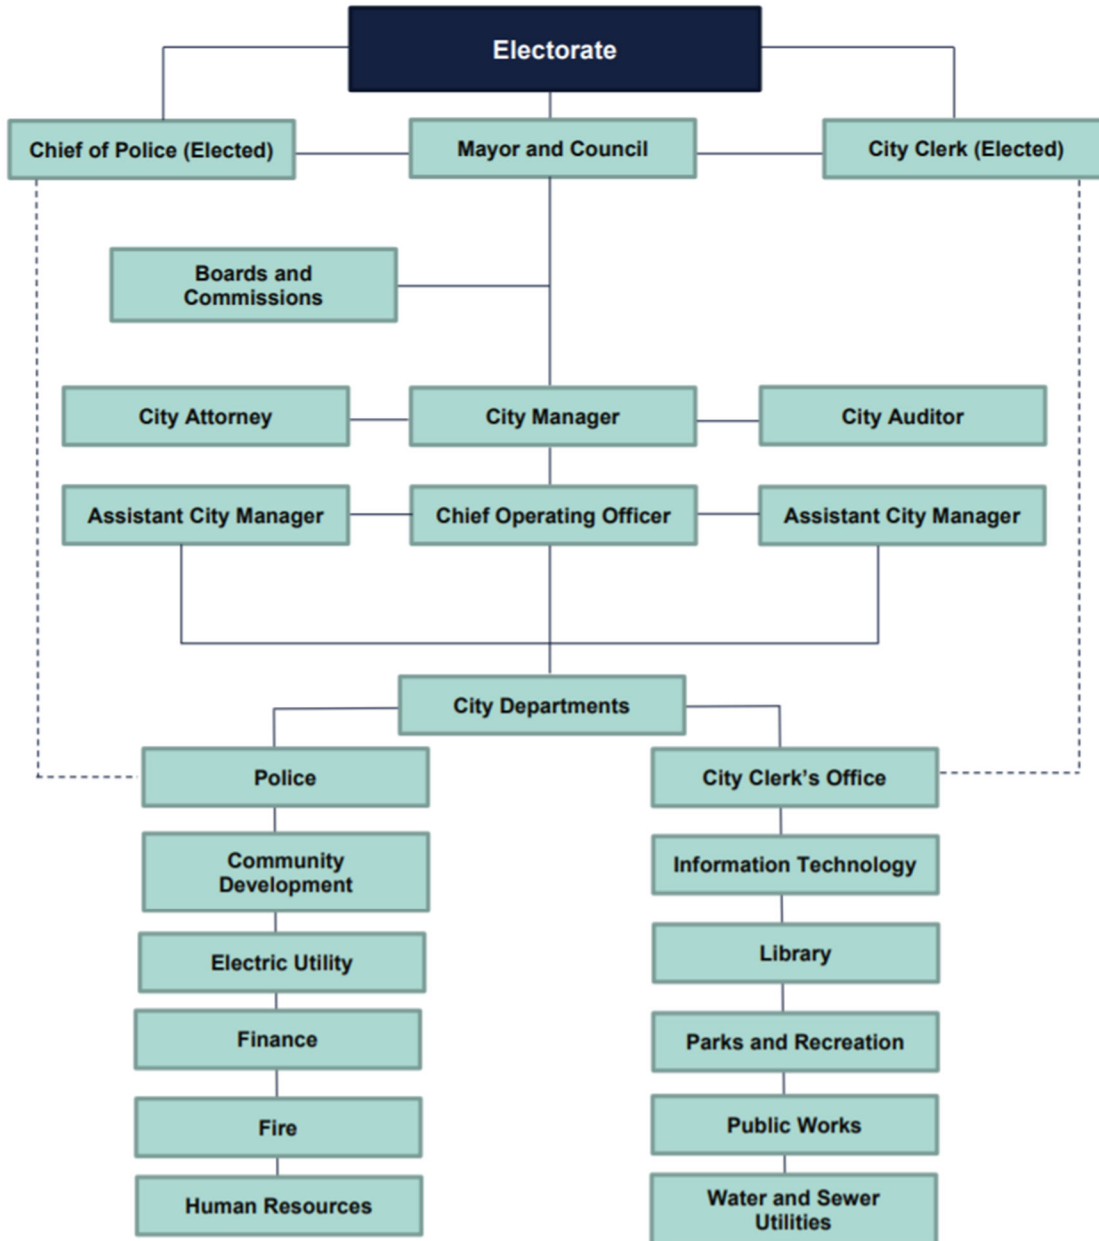 Electorate
Chief of Police (Elected)
Mayor and Council
City Clerk (Elected)
Boards and
Commissions
City Attorney
City Manager
City Auditor
Assistant City Manager
Chief Operating Officer
Assistant City Manager
City Departments
Police
City Clerk’s Office
Community
Development
Information Technology
Electric Utility
Library
Finance
Parks and Recreation
Fire
Public Works
Human Resources
Water and Sewer
Utilities